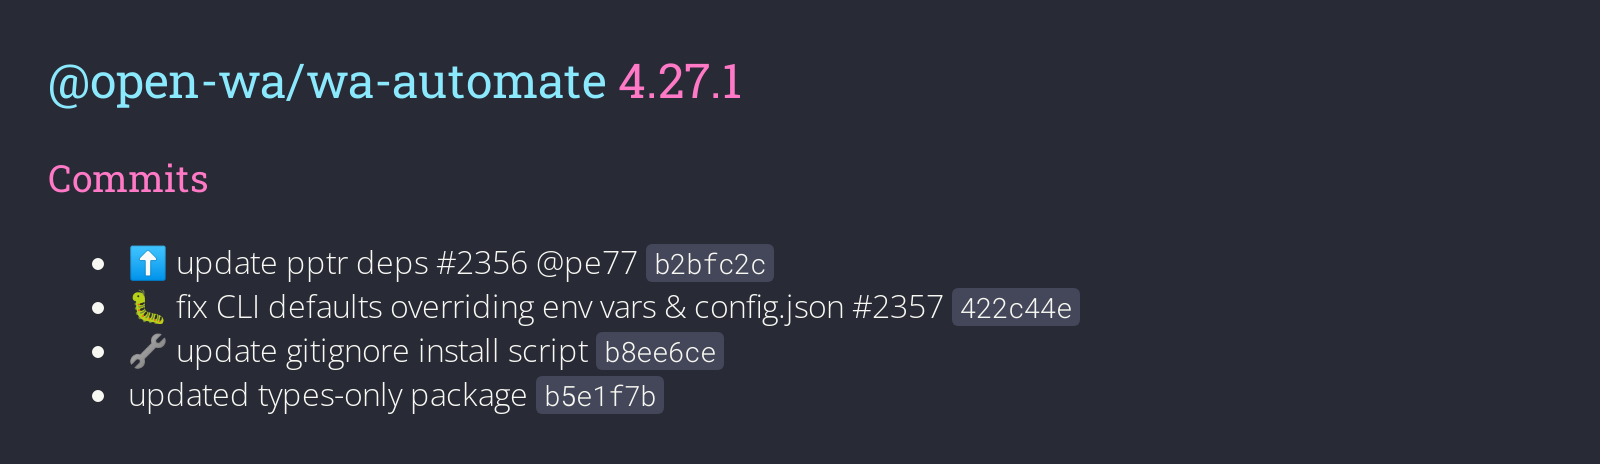 @open-wa/wa-automate 4.27.1
Commits
⬆️ update pptr deps #2356 @pe77 b2bfc2c
🐛 fix CLI defaults overriding env vars & config.json #2357 422c44e
🔧 update gitignore install script b8ee6ce
updated types-only package b5e1f7b